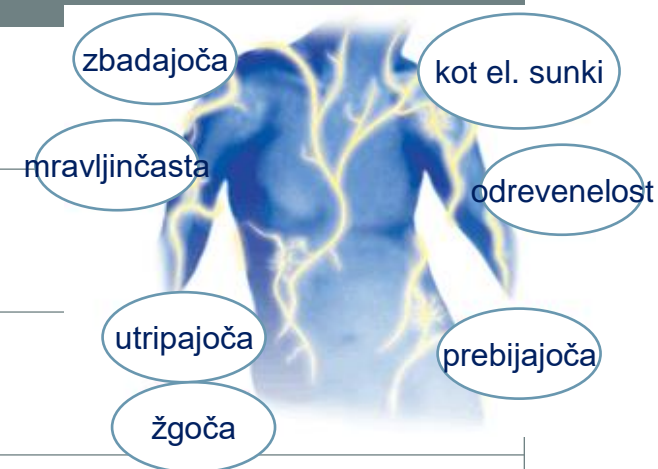 zbadajoča
kot el. sunki
mravljinčasta
odrevenelost
utripajoča
prebijajoča
žgoča